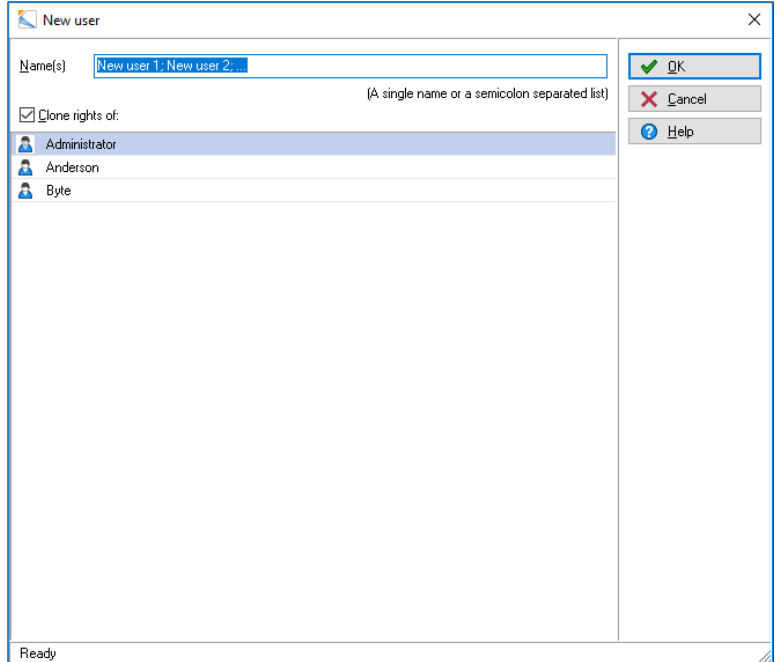 New user
Name(s) New user 1; New user 2; ...
(A single name or a semicolon separated list)
Clone rights of:
Administrator
Anderson
Byte
OK
Cancel
Help
Ready